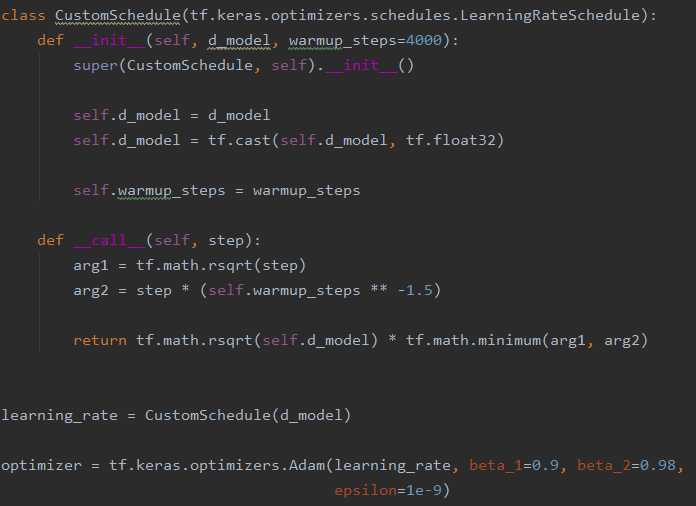 class CustomSchedule(tf.keras.optimizers.schedules.LearningRateSchedule):
    def __init__(self, d_model, warmup_steps=4000):
        super(CustomSchedule, self).__init__()

        self.d_model = d_model
        self.d_model = tf.cast(self.d_model, tf.float32)

        self.warmup_steps = warmup_steps

    def __call__(self, step):
        arg1 = tf.math.rsqrt(step)
        arg2 = step * (self.warmup_steps ** -1.5)

        return tf.math.rsqrt(self.d_model) * tf.math.minimum(arg1, arg2)


learning_rate = CustomSchedule(d_model)

optimizer = tf.keras.optimizers.Adam(learning_rate, beta_1=0.9, beta_2=0.98,
                                     epsilon=1e-9)